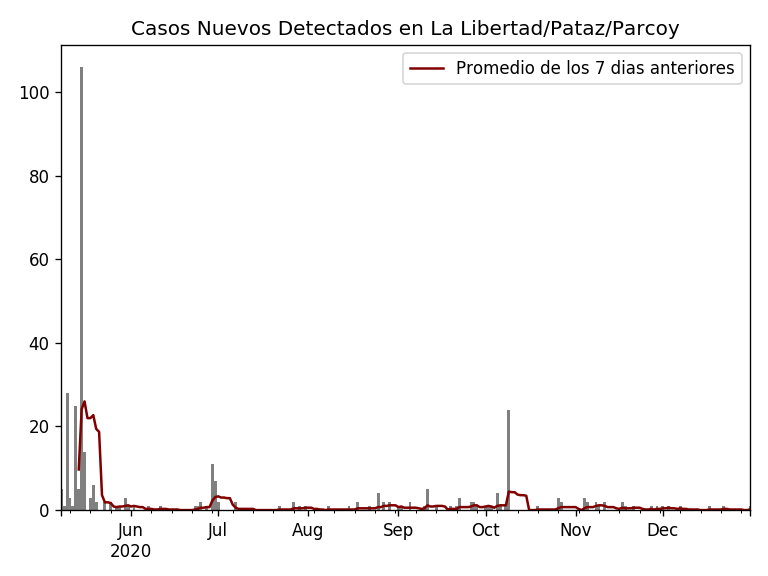 Casos Nuevos Detectados en La Libertad/Pataz/Parcoy
Promedio de los 7 dias anteriores
100
80
60
40
20
0
Jun Jul Aug Sep Oct Nov Dec
2020